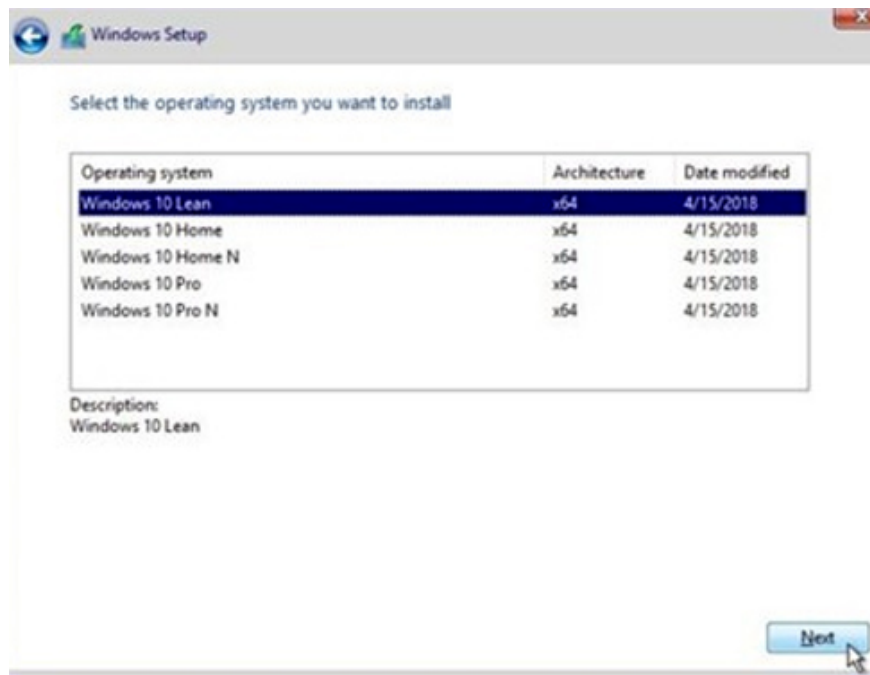 Windows Setup
Select the operating system you want to install
Operating system Architecture Date modified
Windows 10 Lean x64 4/15/2018
Windows 10 Home x64 4/15/2018
Windows 10 Home N x64 4/15/2018
Windows 10 Pro x64 4/15/2018
Windows 10 Pro N x64 4/15/2018
Description:
Windows 10 Lean
Next